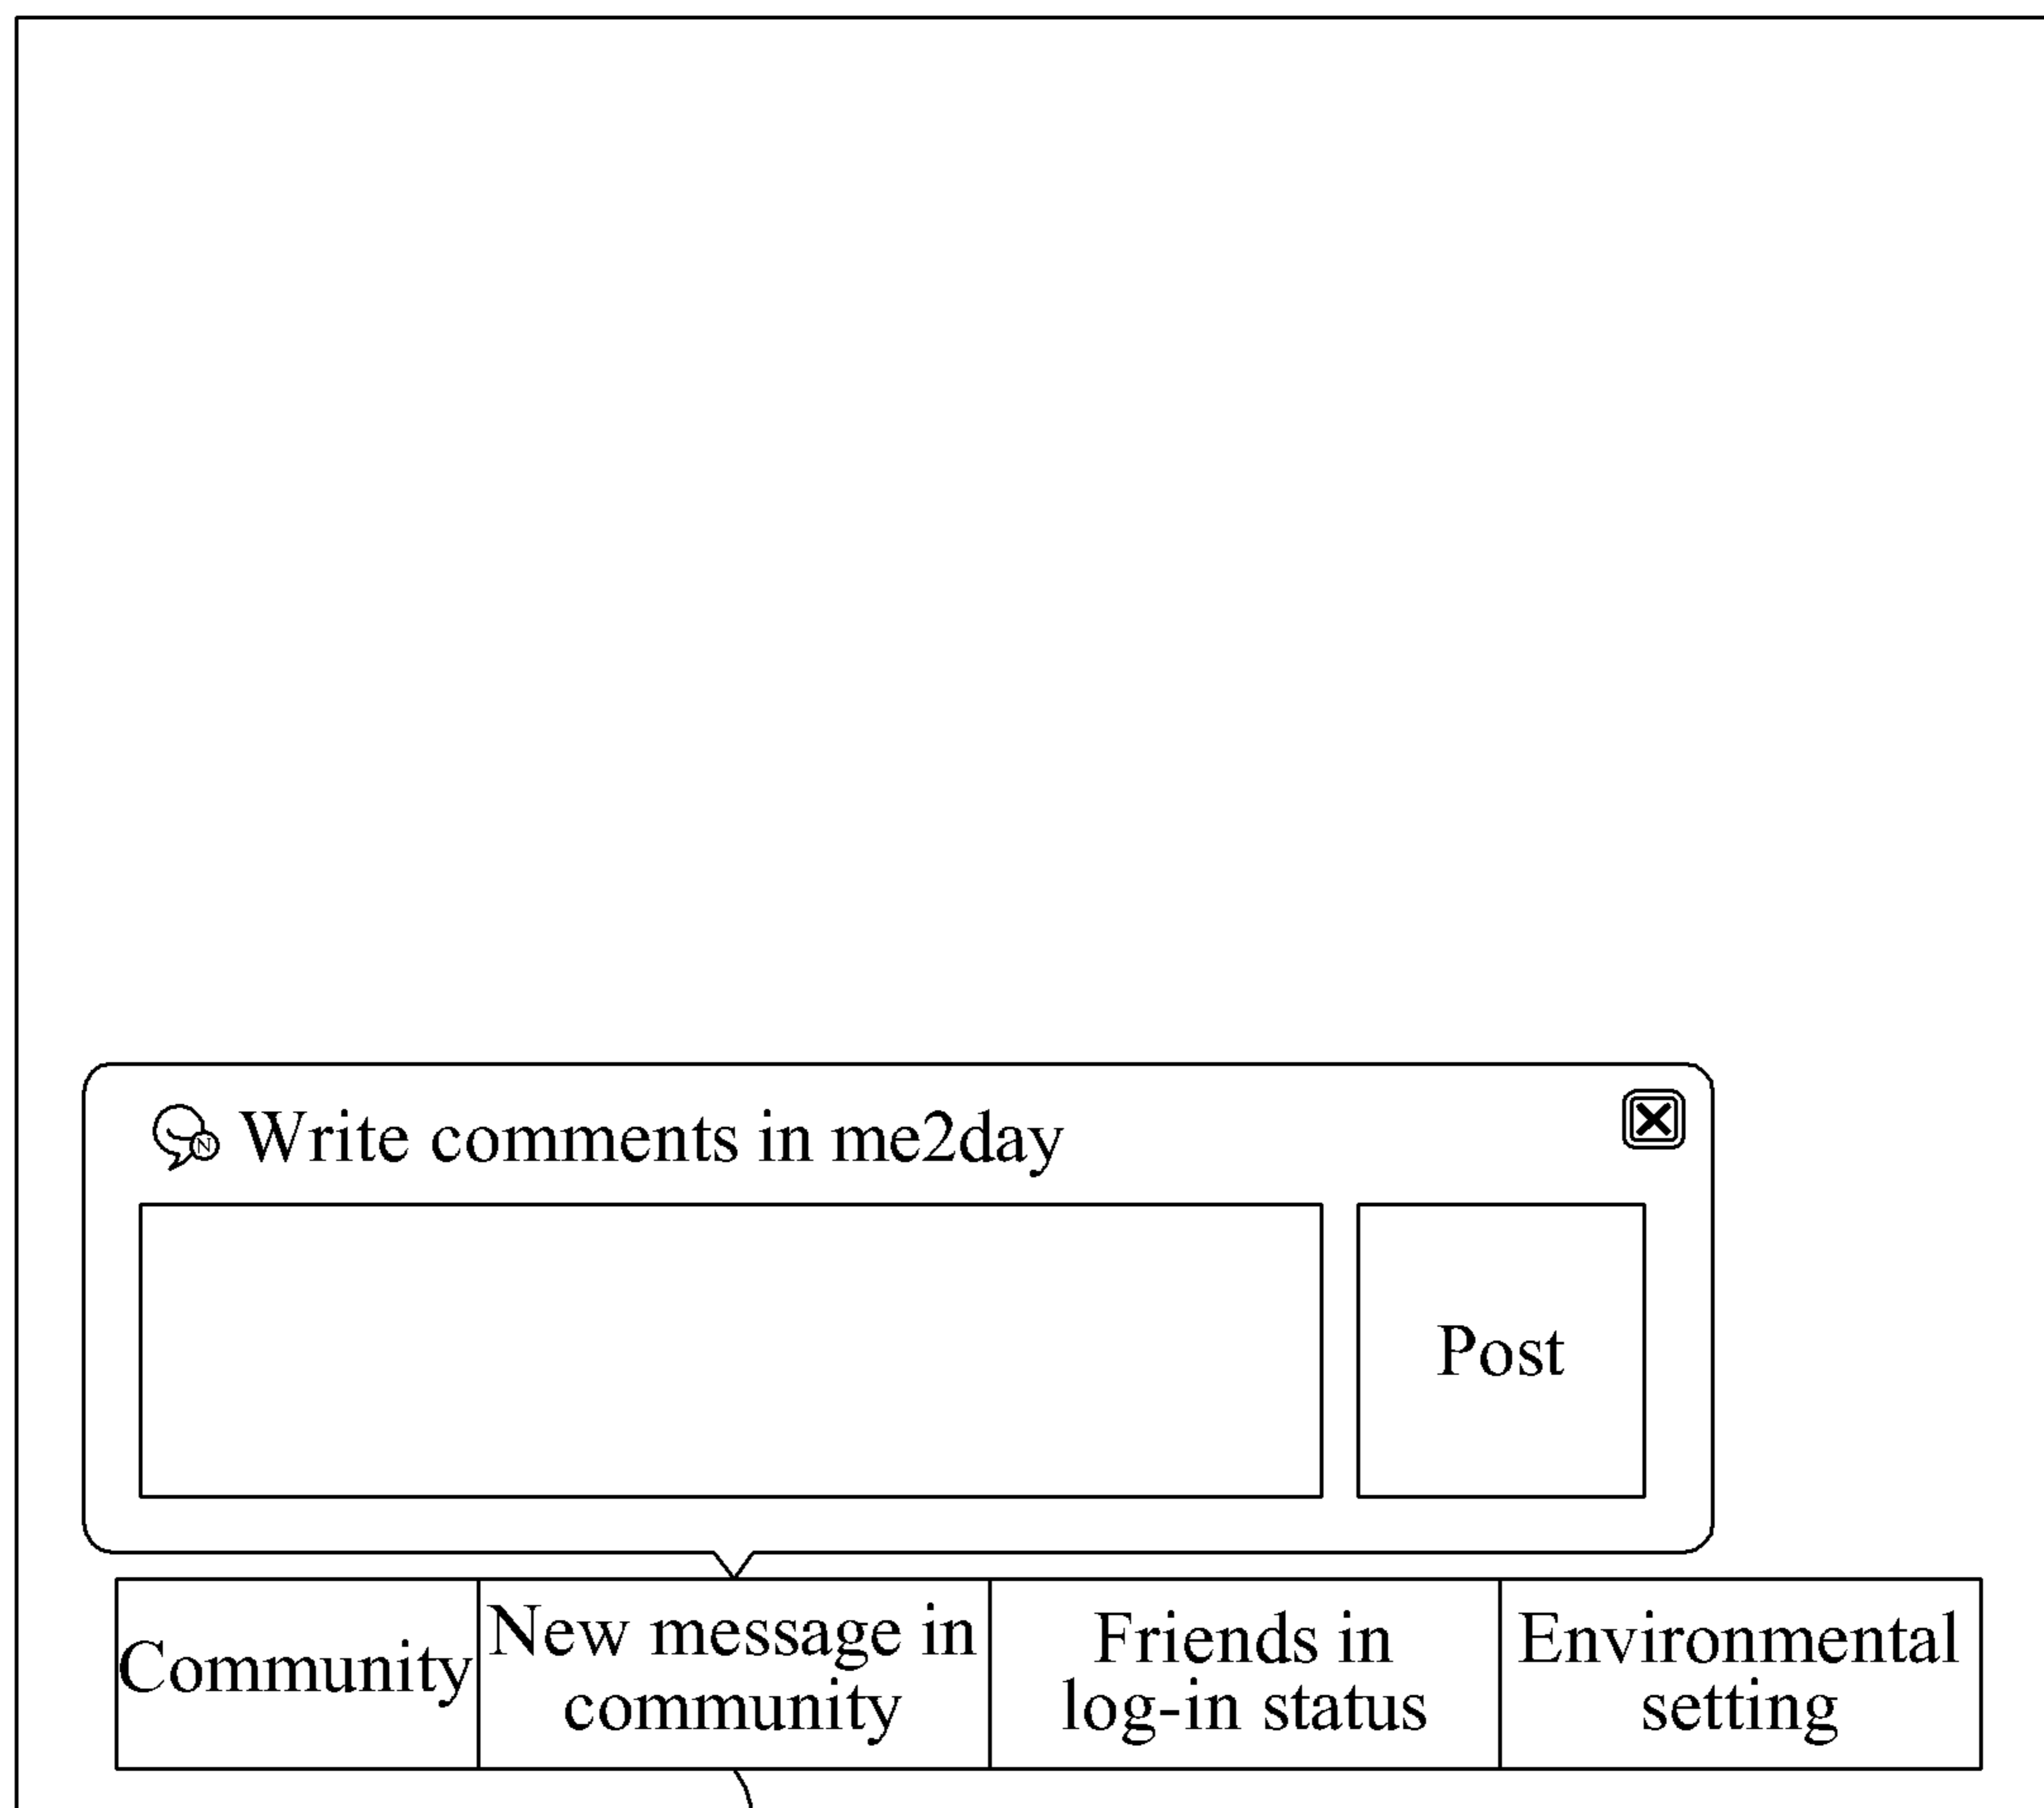 N Write comments in me2day
Post
Community
New message in
community
Friends in
log-in status
Environmental
setting